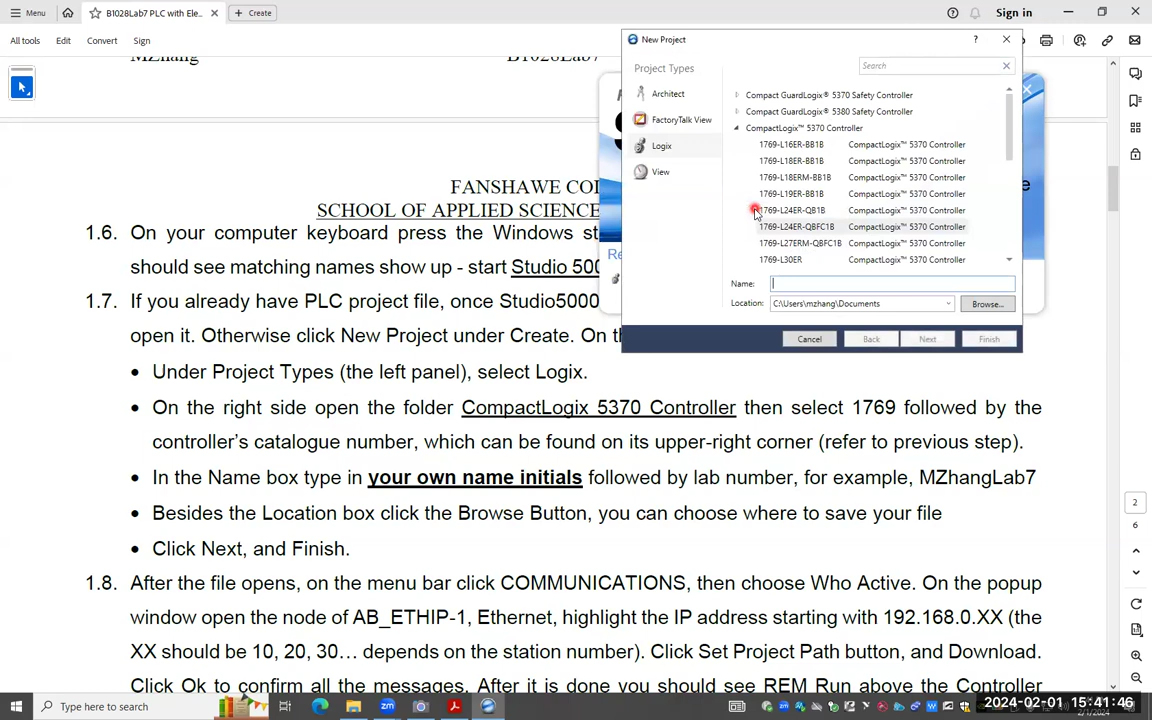 Menu
B1028Lab7 PLC with Ele...
Create
Sign in
All tools
Edit
Convert
Sign
MZhang
B1028Lab7
New Project
?
Project Types
Search
Architect
FactoryTalk View
Logix
View
Compact GuardLogix® 5370 Safety Controller
Compact GuardLogix® 5380 Safety Controller
CompactLogix™ 5370 Controller
1769-L16ER-BB1B CompactLogix™ 5370 Controller
1769-L18ER-BB1B CompactLogix™ 5370 Controller
1769-L18ERM-BB1B CompactLogix™ 5370 Controller
1769-L19ER-BB1B CompactLogix™ 5370 Controller
1769-L24ER-QB1B CompactLogix™ 5370 Controller
1769-L24ER-QBFC1B CompactLogix™ 5370 Controller
1769-L27ERM-QBFC1B CompactLogix™ 5370 Controller
1769-L30ER CompactLogix™ 5370 Controller
Name:
Location: C:\Users\mzhang\Documents Browse...
Cancel Back Next Finish
FANSHAWE COL
SCHOOL OF APPLIED SCIENCE
1.6. On your computer keyboard press the Windows st
should see matching names show up - start Studio 500
1.7. If you already have PLC project file, once Studio5000
open it. Otherwise click New Project under Create. On th
• Under Project Types (the left panel), select Logix.
• On the right side open the folder CompactLogix 5370 Controller then select 1769 followed by the
controller's catalogue number, which can be found on its upper-right corner (refer to previous step).
• In the Name box type in your own name initials followed by lab number, for example, MZhangLab7
• Besides the Location box click the Browse Button, you can choose where to save your file
• Click Next, and Finish.
1.8. After the file opens, on the menu bar click COMMUNICATIONS, then choose Who Active. On the popup
window open the node of AB_ETHIP-1, Ethernet, highlight the IP address starting with 192.168.0.XX (the
XX should be 10, 20, 30... depends on the station number). Click Set Project Path button, and Download.
Click Ok to confirm all the messages. After it is done you should see REM Run above the Controller
2
6
Type here to search
2024-02-01 15:41:46